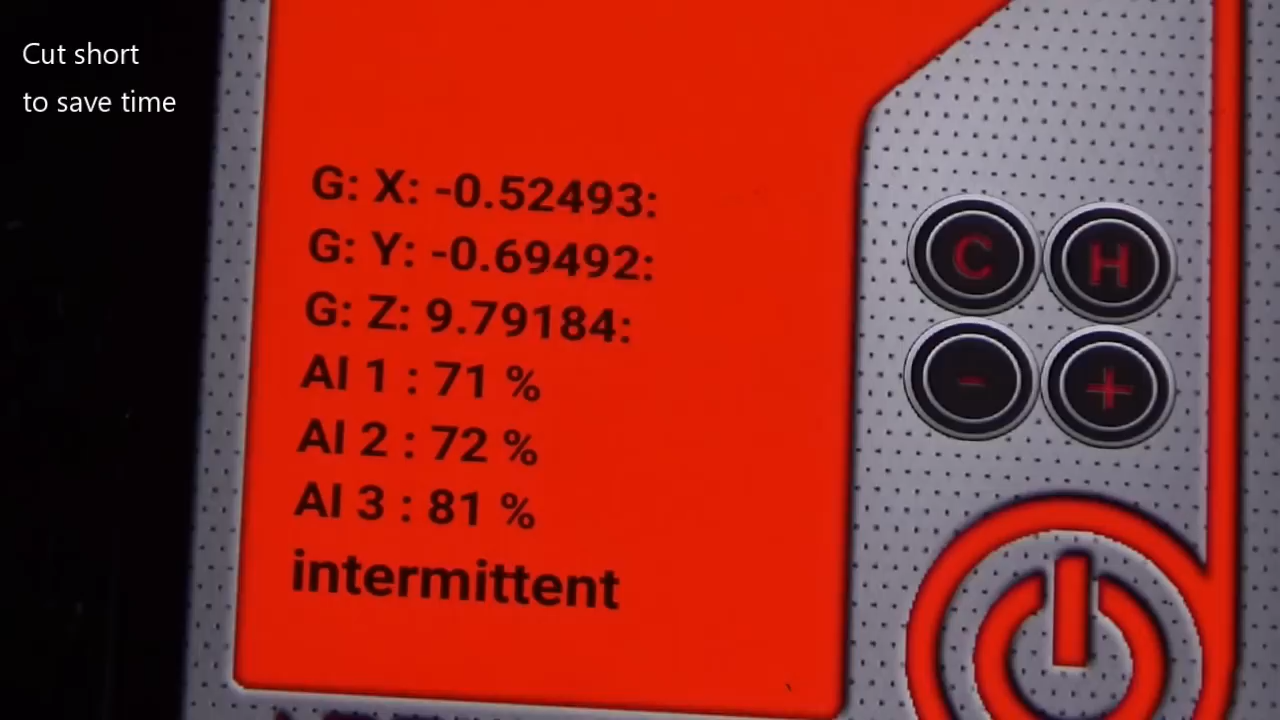 Cut short
to save time
G: X: -0.52493:
G: Y: -0.69492:
G: Z: 9.79184:
AI 1 : 71 %
AI 2 : 72 %
AI 3 : 81 %
intermittent
C
H
-
+